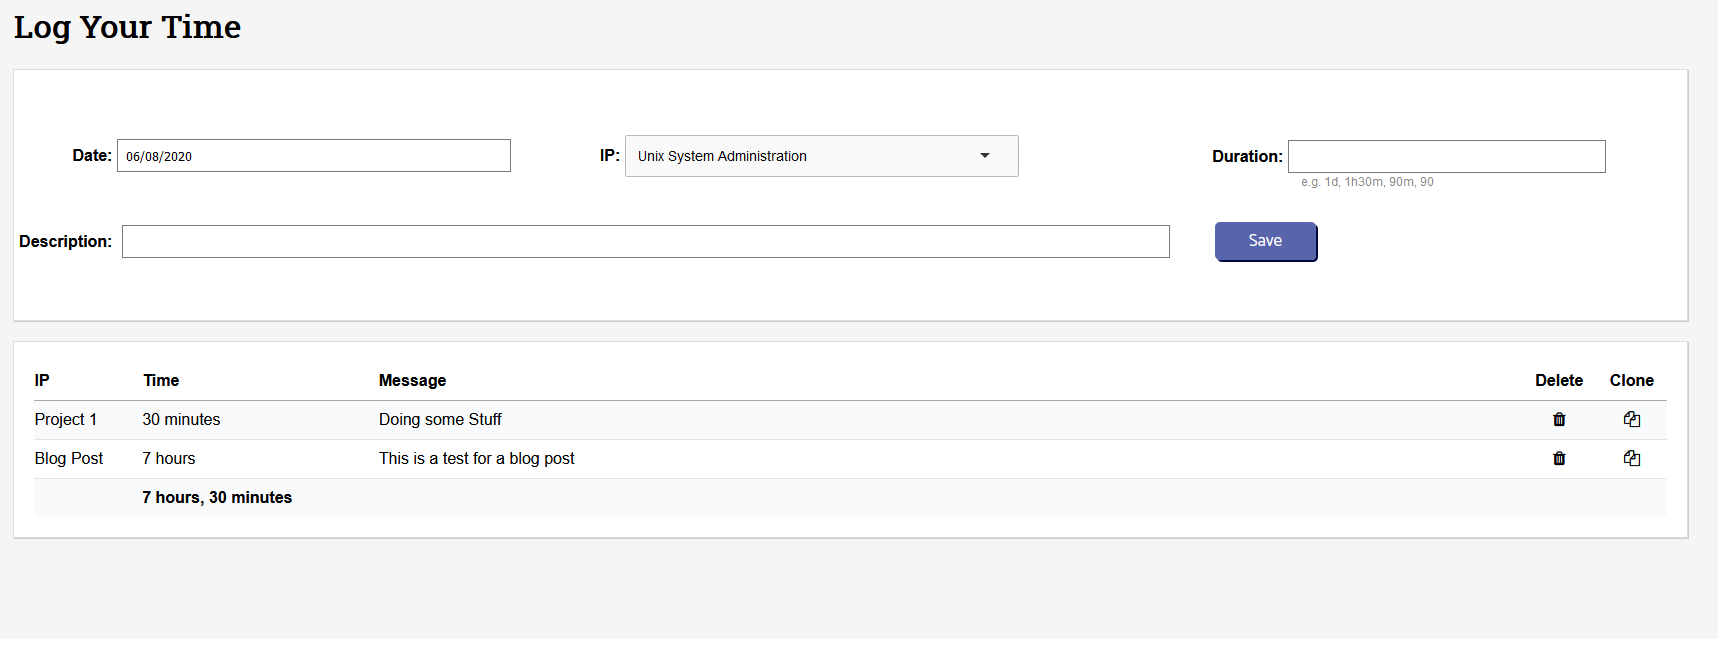 Log Your Time
Date: 06/08/2020 IP: Unix System Administration Duration:
e.g. 1d, 1h30m, 90m, 90
Description: Save
IP Time Message Delete Clone
Project 1 30 minutes Doing some Stuff
Blog Post 7 hours This is a test for a blog post
7 hours, 30 minutes